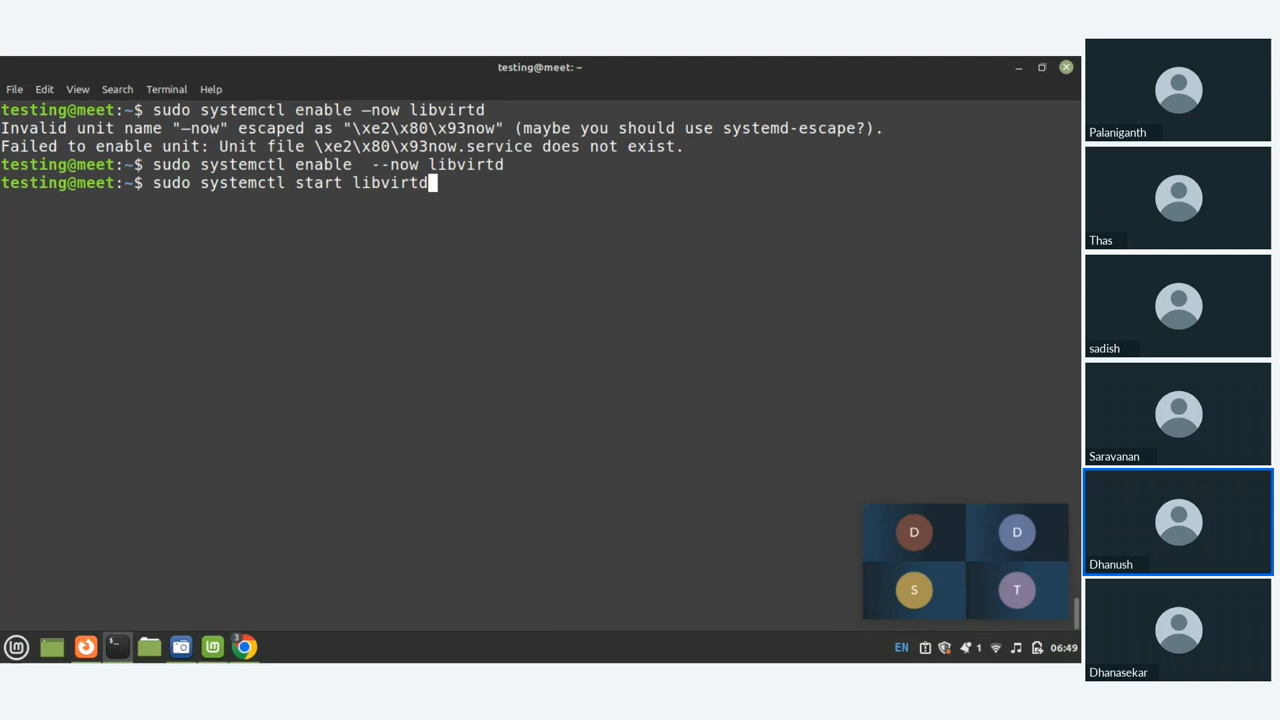 testing@meet: ~
File Edit View Search Terminal Help
testing@meet:~$ sudo systemctl enable –now libvirtd
Invalid unit name "–now" escaped as "\xe2\x80\x93now" (maybe you should use systemd-escape?).
Failed to enable unit: Unit file \xe2\x80\x93now.service does not exist.
testing@meet:~$ sudo systemctl enable  --now libvirtd
testing@meet:~$ sudo systemctl start libvirtd
D D
S T
EN 1 06:49
3
Palaniganth
Thas
sadish
Saravanan
Dhanush
Dhanasekar